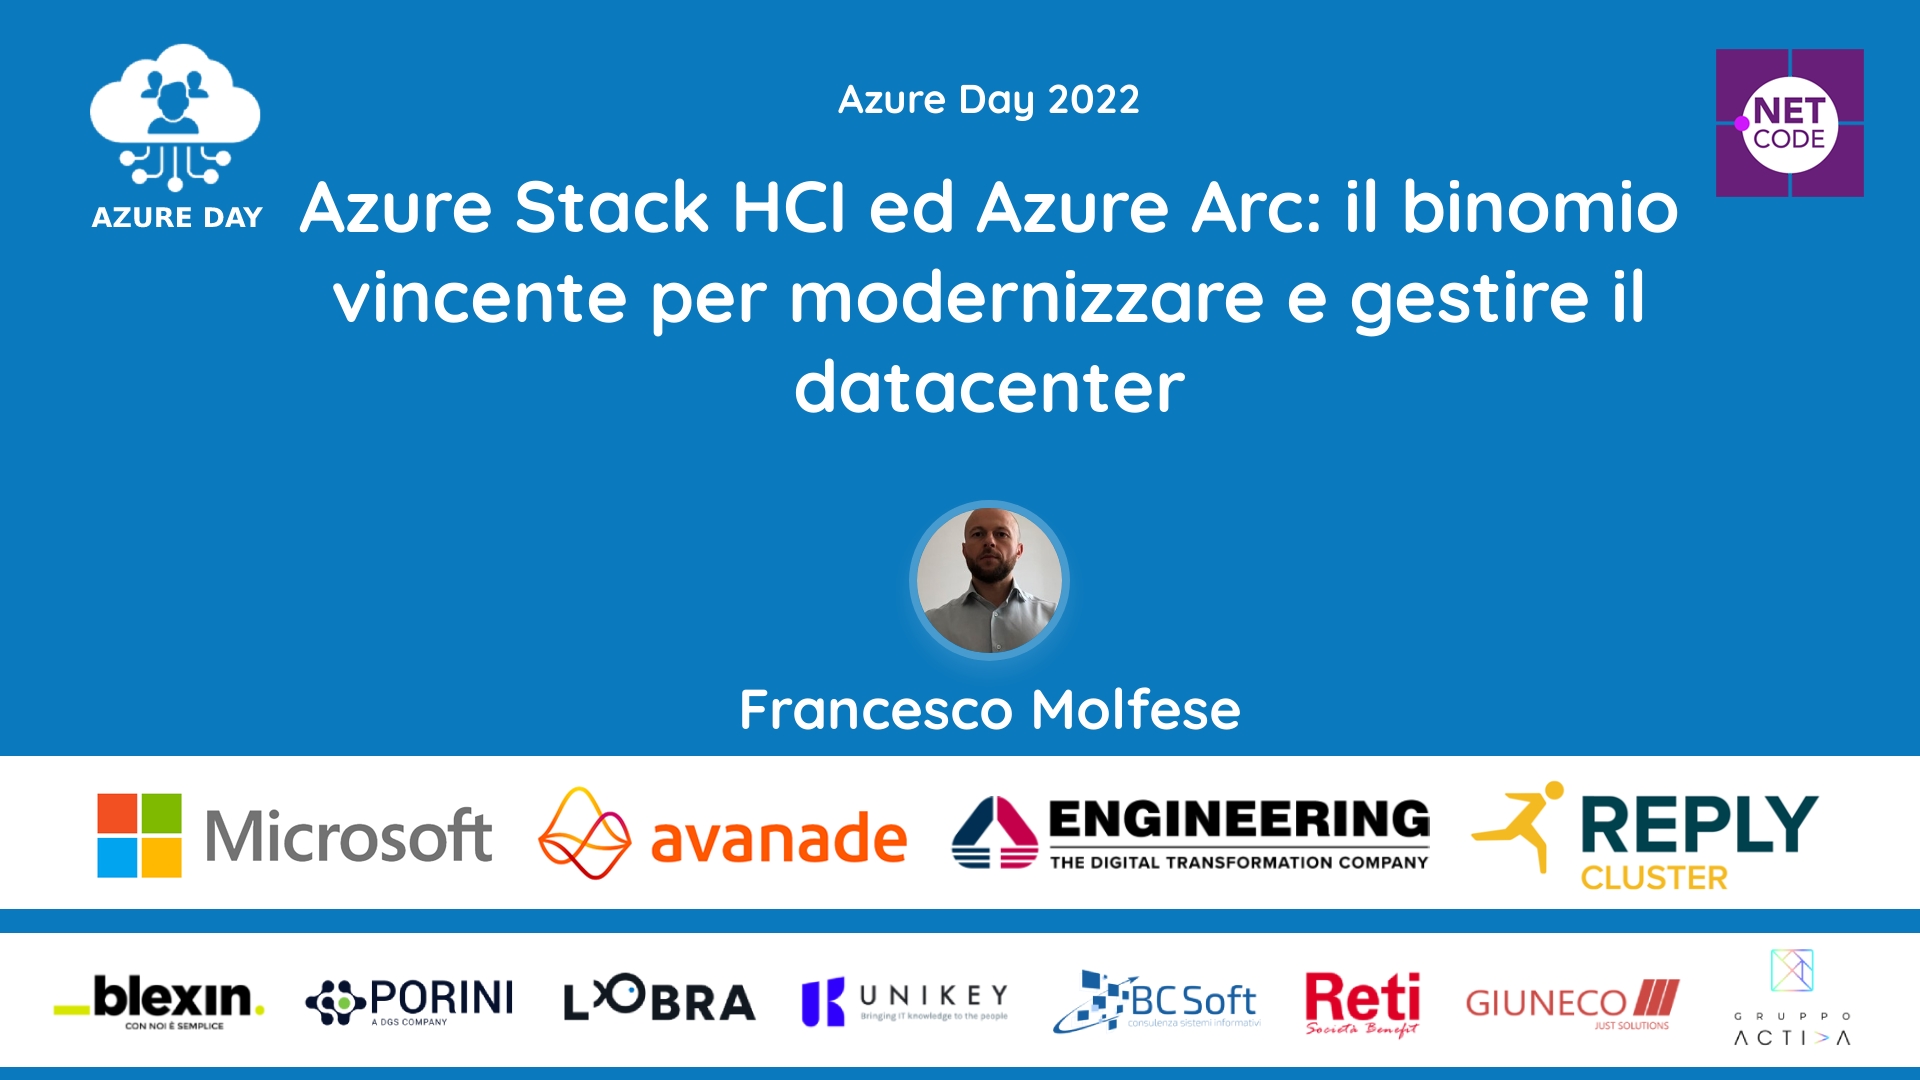 AZURE DAY
Azure Day 2022
NET
CODE
Azure Stack HCI ed Azure Arc: il binomio
vincente per modernizzare e gestire il
datacenter
Francesco Molfese
Microsoft
avanade
ENGINEERING
THE DIGITAL TRANSFORMATION COMPANY
REPLY
CLUSTER
blexin.
CON NOI È SEMPLICE
PORINI
A DGS COMPANY
LOBRA
UNIKEY
Bringing IT knowledge to the people
BC Soft
consulenza sistemi informativi
Reti
Società Benefit
GIUNECO
JUST SOLUTIONS
GRUPPO
ACTIVA